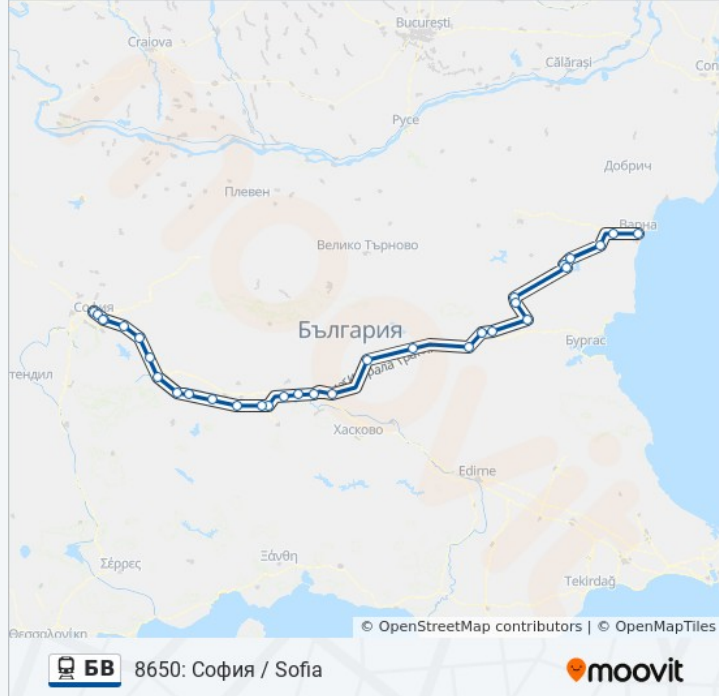 București
Craiova
Călărași
Con
Русе
Добрич
Плевен
Варна
Велико Търново
София
България
Бургас
тендил
Хасково
Edirne
Σέρρες
Ξάνθη
Tekirdağ
Θεσσαλονίκη
© OpenStreetMap contributors | © OpenMapTiles
БВ 8650: София / Sofia
moovit